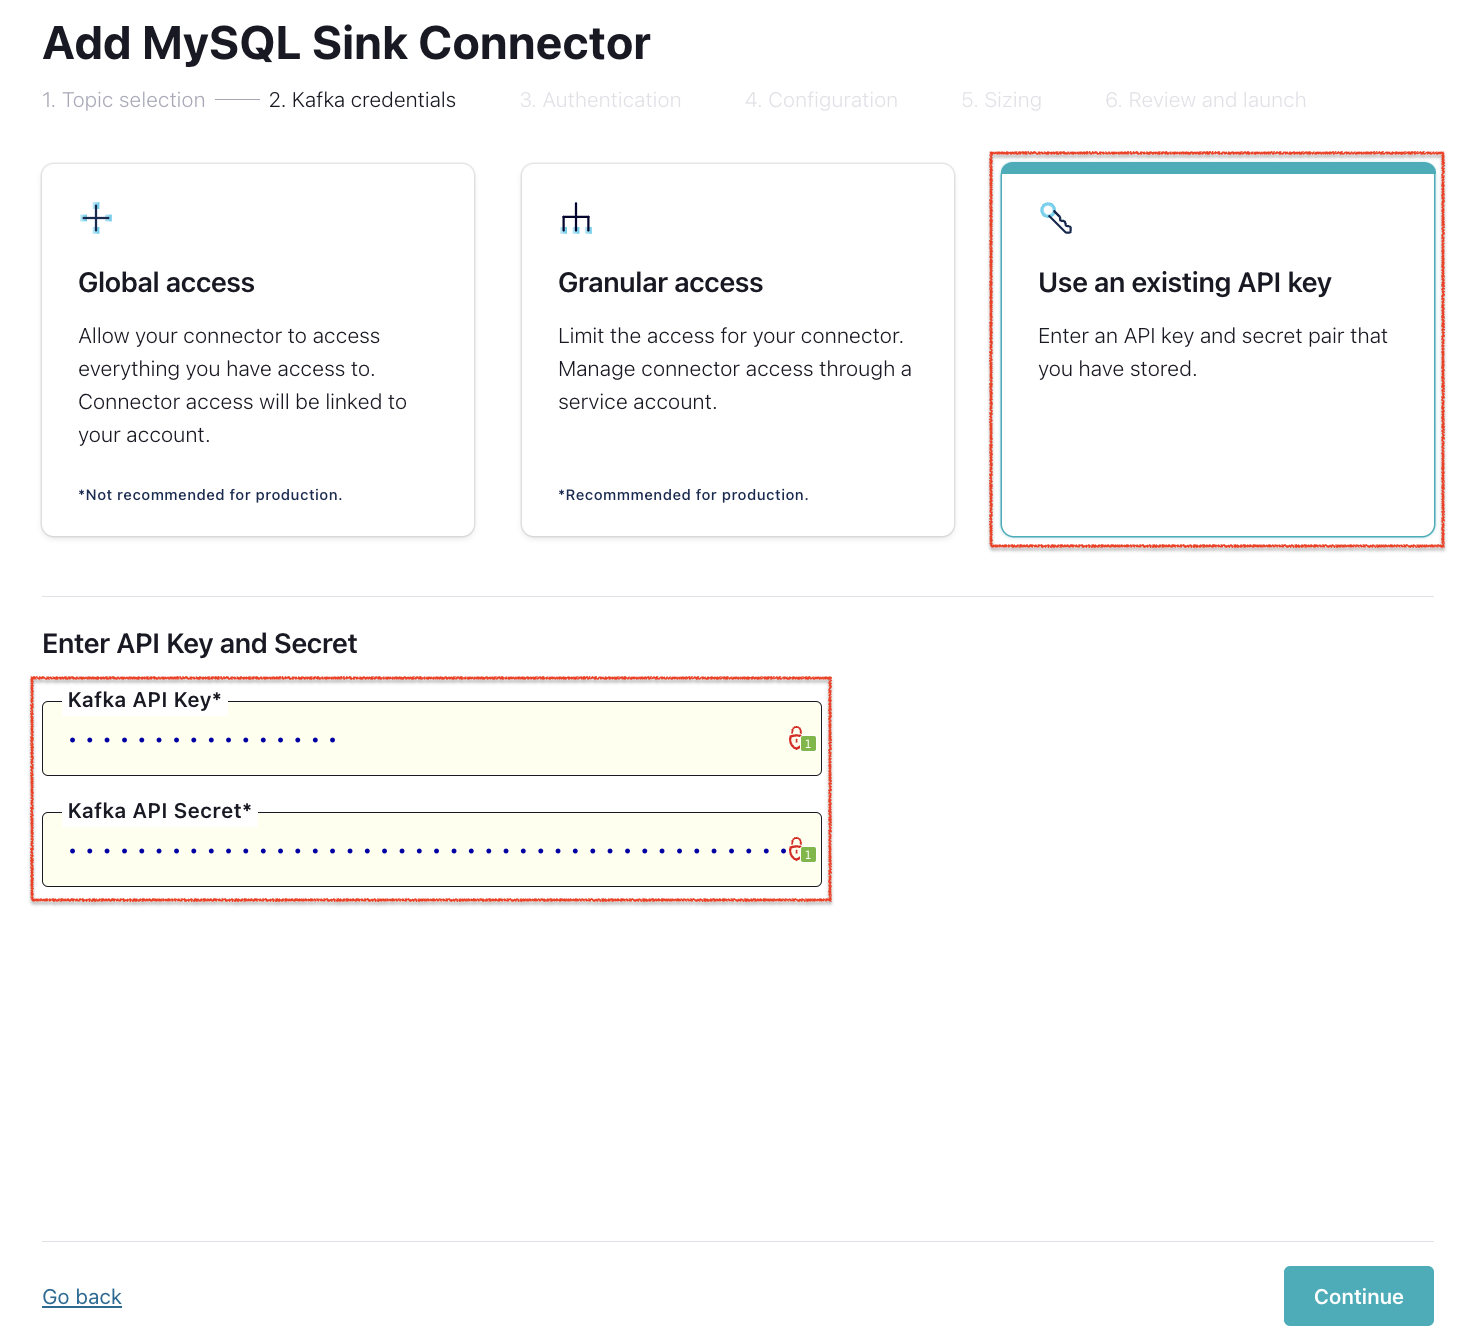 Add MySQL Sink Connector
1. Topic selection 2. Kafka credentials 3. Authentication 4. Configuration 5. Sizing 6. Review and launch
Global access
Allow your connector to access
everything you have access to.
Connector access will be linked to
your account.
*Not recommended for production.
Granular access
Limit the access for your connector.
Manage connector access through a
service account.
*Recommmended for production.
Use an existing API key
Enter an API key and secret pair that
you have stored.
Enter API Key and Secret
Kafka API Key*
1
Kafka API Secret*
1
Go back
Continue